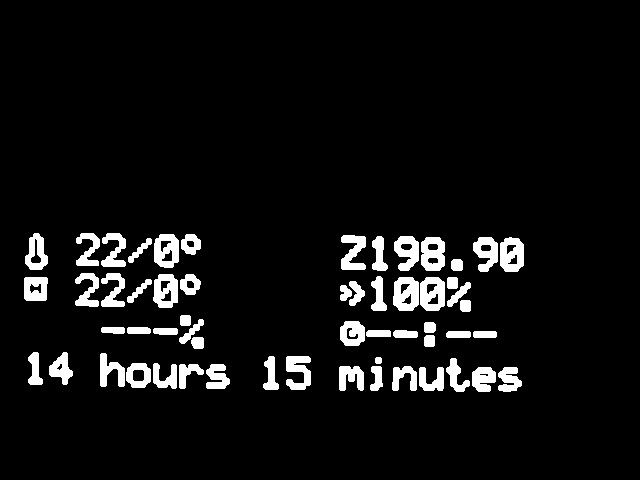 22/0° Z198.90
22/0° »100%
---% --:--
14 hours 15 minutes